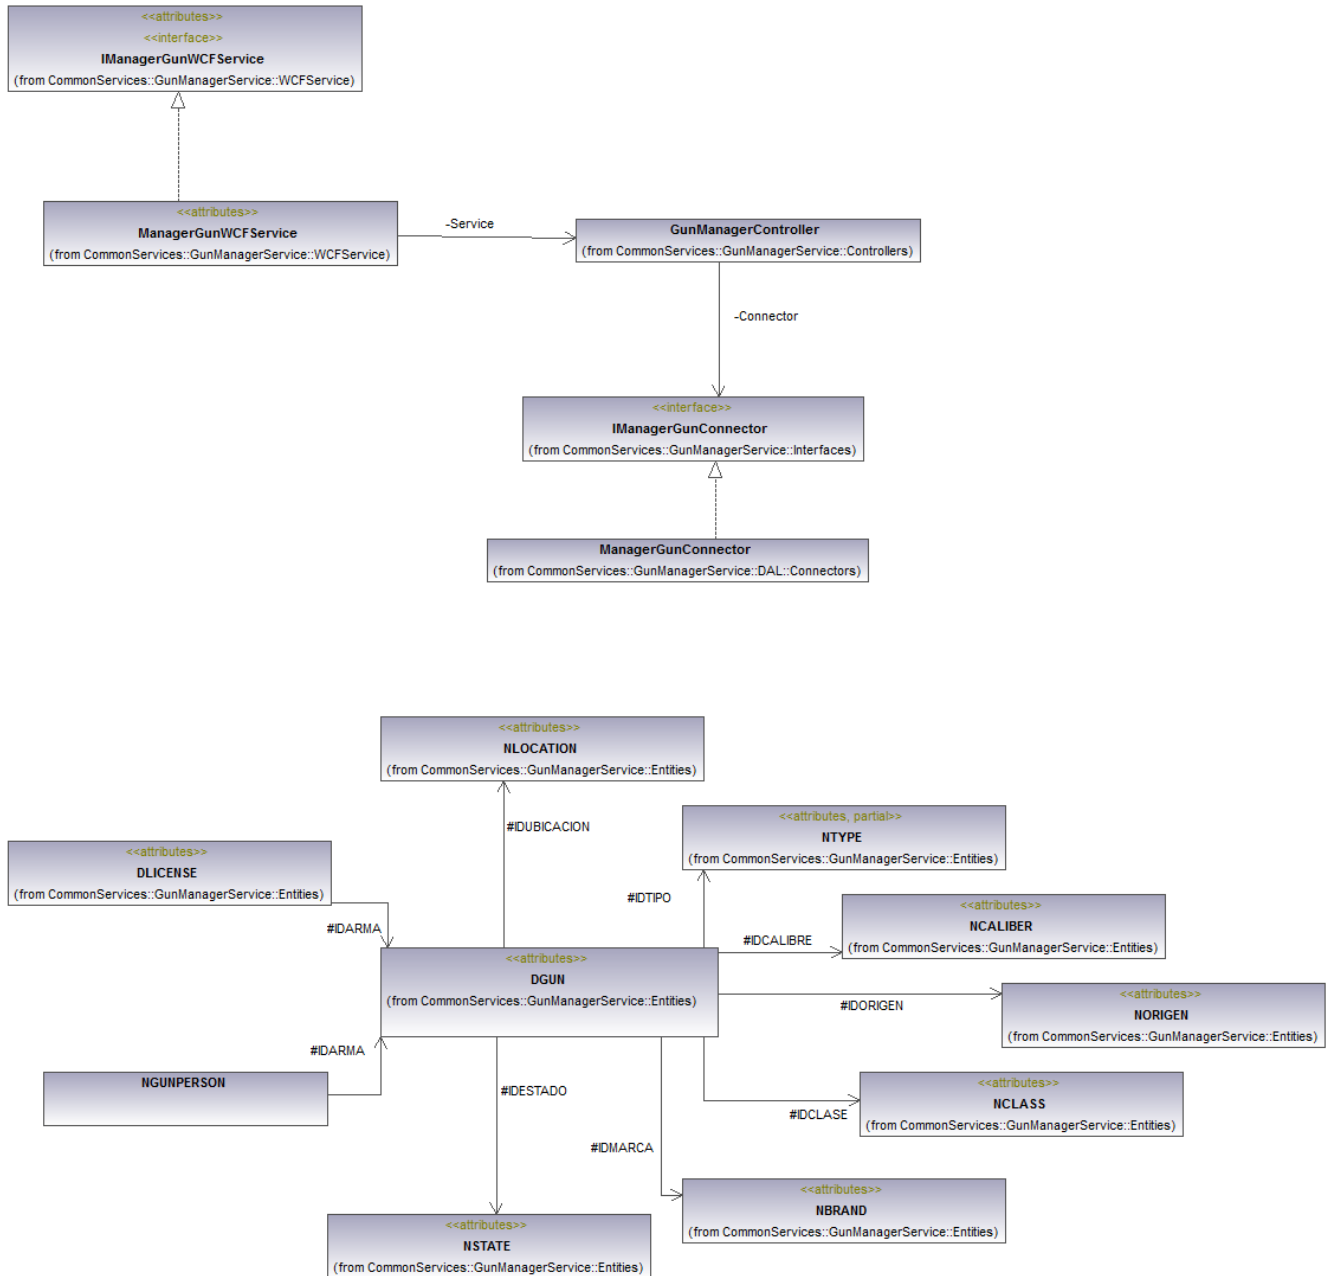 <<attributes>>
<<interface>>
IManagerGunWCFService
(from CommonServices::GunManagerService::WCFService)
<<attributes>>
ManagerGunWCFService
(from CommonServices::GunManagerService::WCFService)
-Service
GunManagerController
(from CommonServices::GunManagerService::Controllers)
-Connector
<<interface>>
IManagerGunConnector
(from CommonServices::GunManagerService::Interfaces)
ManagerGunConnector
(from CommonServices::GunManagerService::DAL::Connectors)
<<attributes>>
NLOCATION
(from CommonServices::GunManagerService::Entities)
#IDUBICACION
<<attributes, partial>>
NTYPE
(from CommonServices::GunManagerService::Entities)
<<attributes>>
DLICENSE
(from CommonServices::GunManagerService::Entities)
#IDTIPO
<<attributes>>
NCALIBER
(from CommonServices::GunManagerService::Entities)
#IDARMA
#IDCALIBRE
<<attributes>>
DGUN
(from CommonServices::GunManagerService::Entities)
#IDORIGEN
<<attributes>>
NORIGEN
(from CommonServices::GunManagerService::Entities)
#IDARMA
NGUNPERSON
#IDESTADO
#IDCLASE
<<attributes>>
NCLASS
(from CommonServices::GunManagerService::Entities)
#IDMARCA
<<attributes>>
NBRAND
(from CommonServices::GunManagerService::Entities)
<<attributes>>
NSTATE
(from CommonServices::GunManagerService::Entities)